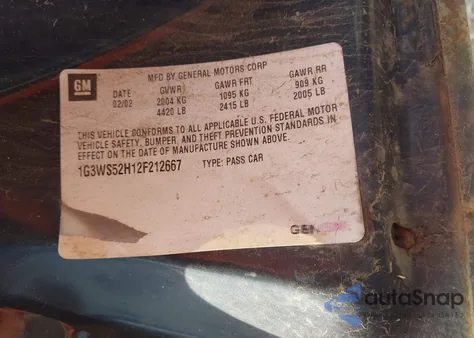 GM
MFD BY GENERAL MOTORS CORP
DATE GVWR GAWR FRT GAWR RR
02/02 2004 KG 1095 KG 909 KG
4420 LB 2415 LB 2005 LB
THIS VEHICLE CONFORMS TO ALL APPLICABLE U.S. FEDERAL MOTOR
VEHICLE SAFETY, BUMPER, AND THEFT PREVENTION STANDARDS IN
EFFECT ON THE DATE OF MANUFACTURE SHOWN ABOVE.
1G3WS52H12F212667 TYPE: PASS CAR
GEN
autoSnap